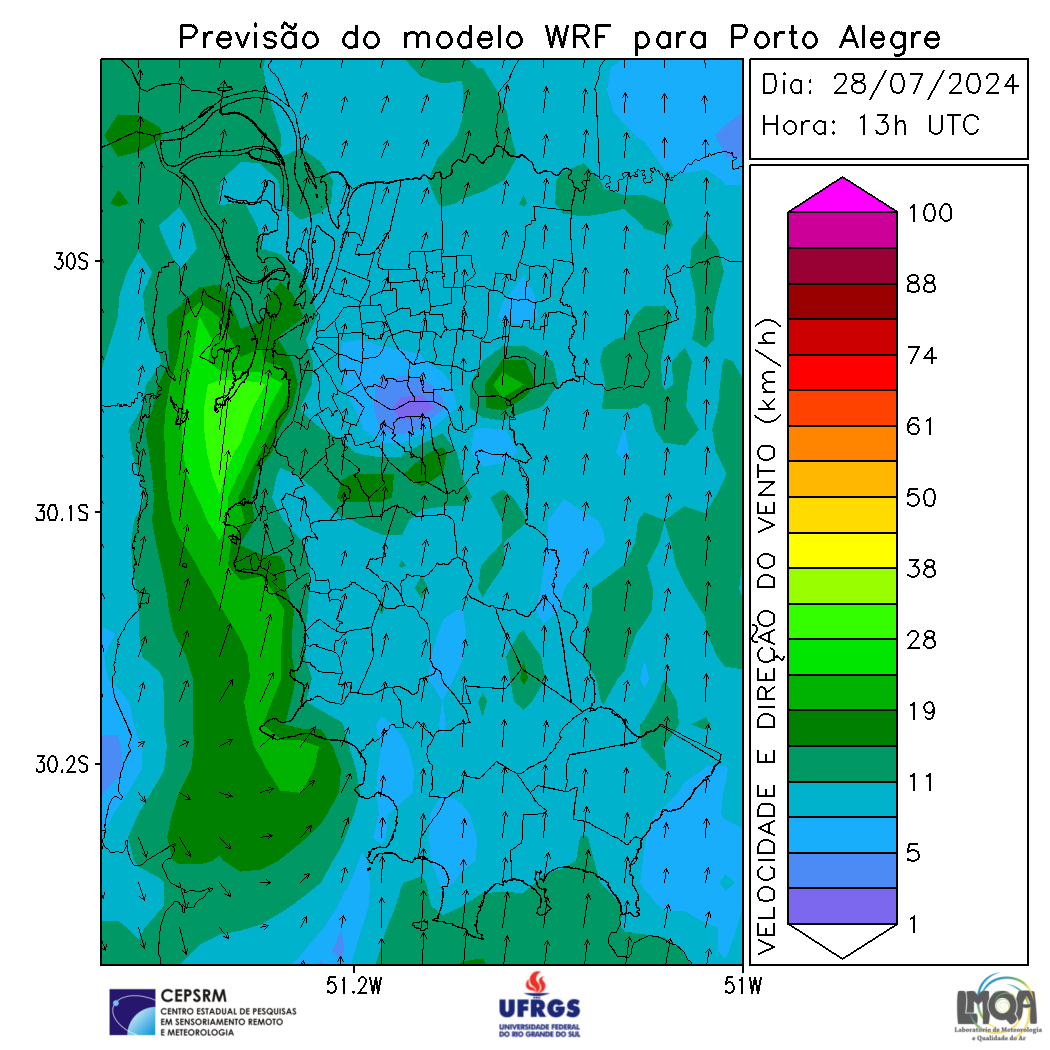 Previsão do modelo WRF para Porto Alegre
Dia: 28/07/2024
Hora: 13h UTC
30S
30.1S
30.2S
51.2W
51W
VELOCIDADE E DIREÇÃO DO VENTO (km/h)
100
88
74
61
50
38
28
19
11
5
1
CEPSRM
CENTRO ESTADUAL DE PESQUISAS
EM SENSORIAMENTO REMOTO
E METEOROLOGIA
UFRGS
UNIVERSIDADE FEDERAL
DO RIO GRANDE DO SUL
LMQA
Laboratório de Meteorologia
e Qualidade do Ar